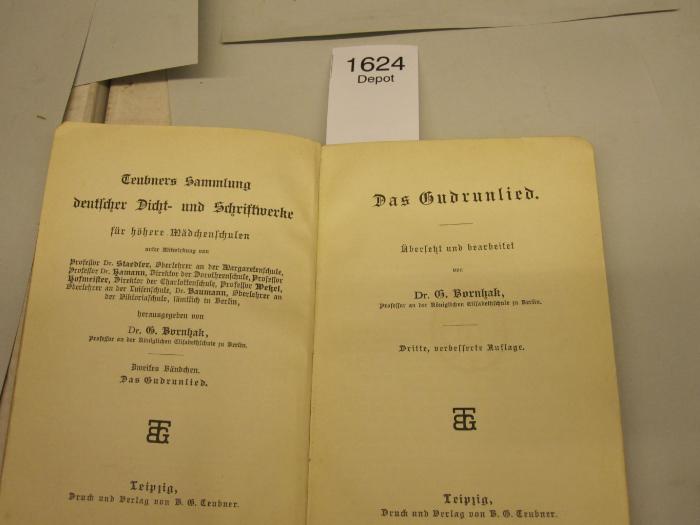 1624
Depot
Teubners Sammlung
deutscher Dicht- und Schriftwerke
für höhere Mädchenschulen
unter Mitwirkung von
Professor Dr. Staedler, Oberlehrer an der Margaretenschule,
Professor Dr. Hamann, Direktor der Dorotheenschule, Professor
Hofmeister, Direktor der Charlottenschule, Professor Wetzel,
Oberlehrer an der Luisenschule, Dr. Baumann, Oberlehrer an
der Viktoriaschule, sämtlich in Berlin,
herausgegeben von
Dr. G. Bornhak,
Professor an der Königlichen Elisabethschule zu Berlin.
Zweites Bändchen.
Das Gudrunlied.
BTG
Leipzig,
Druck und Verlag von B. G. Teubner.
Das Gudrunlied.
Übersetzt und bearbeitet
von
Dr. G. Bornhak,
Professor an der Königlichen Elisabethschule zu Berlin.
Dritte, verbesserte Auflage.
BTG
Leipzig,
Druck und Verlag von B. G. Teubner.